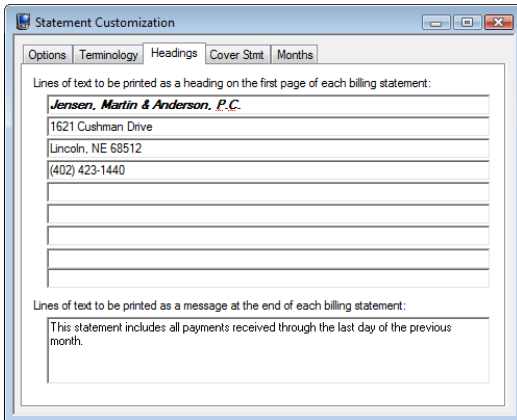 Statement Customization
Options Terminology Headings Cover Stmt Months
Lines of text to be printed as a heading on the first page of each billing statement:
Jensen, Martin & Anderson, P.C.
1621 Cushman Drive
Lincoln, NE 68512
(402) 423-1440
Lines of text to be printed as a message at the end of each billing statement:
This statement includes all payments received through the last day of the previous
month.